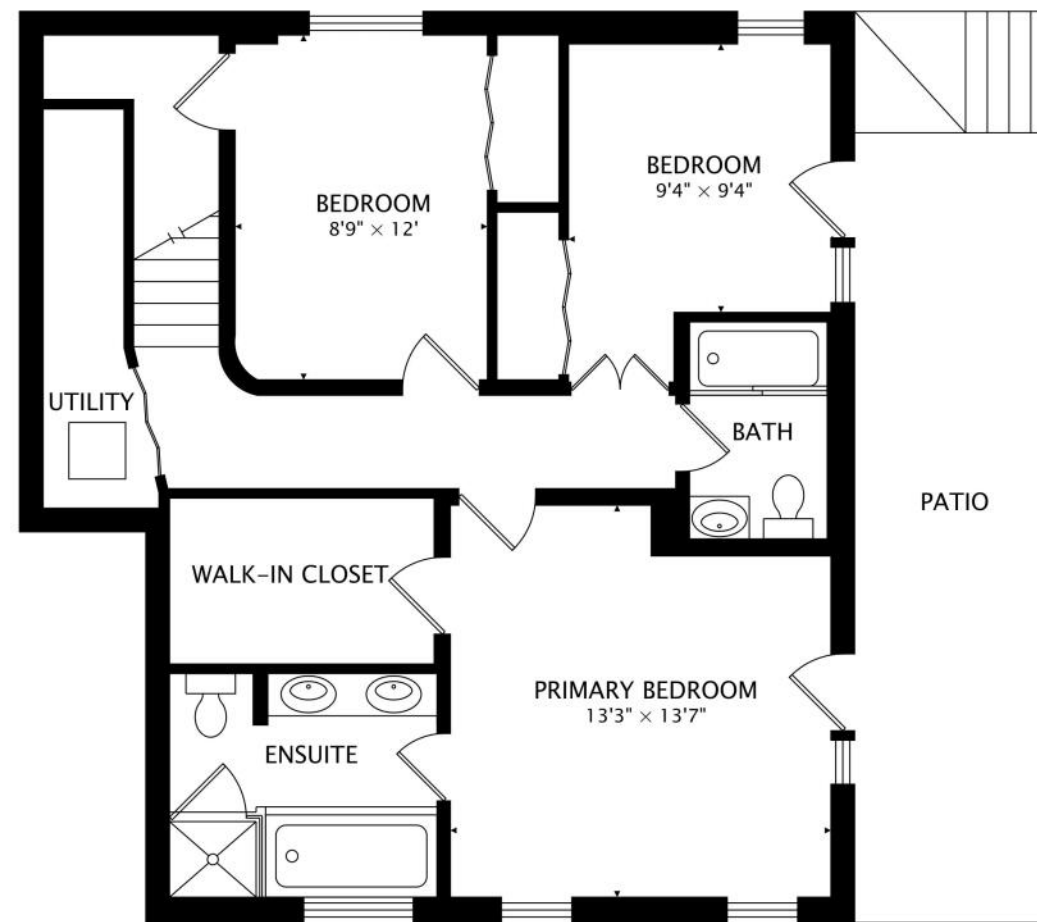 BEDROOM
8'9" × 12'
BEDROOM
9'4" × 9'4"
UTILITY
BATH
PATIO
WALK-IN CLOSET
PRIMARY BEDROOM
13'3" × 13'7"
ENSUITE